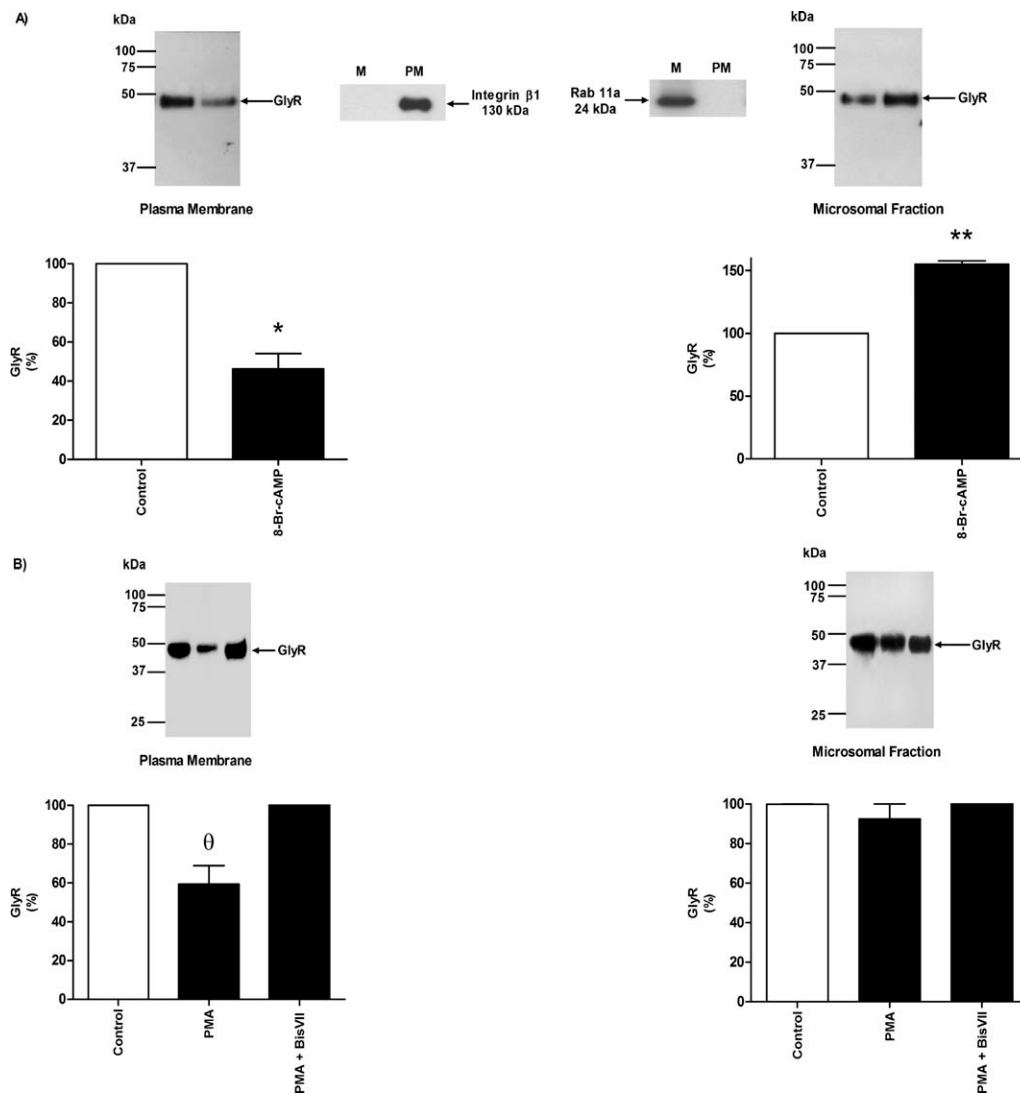 A)
kDa
100
75
50
37
GlyR
Plasma Membrane
M PM
Integrin β1
130 kDa
M PM
Rab 11a
24 kDa
kDa
100
75
50
37
GlyR
Microsomal Fraction
GlyR
(%)
100
80
60
40
20
0
*
Control
8-Br-cAMP
GlyR
(%)
150
100
50
0
**
Control
8-Br-cAMP
B)
kDa
100
75
50
37
25
GlyR
Plasma Membrane
kDa
100
75
50
37
25
GlyR
Microsomal Fraction
GlyR
(%)
100
80
60
40
20
0
θ
Control
PMA
PMA + BisVII
GlyR
(%)
100
80
60
40
20
0
Control
PMA
PMA + BisVII